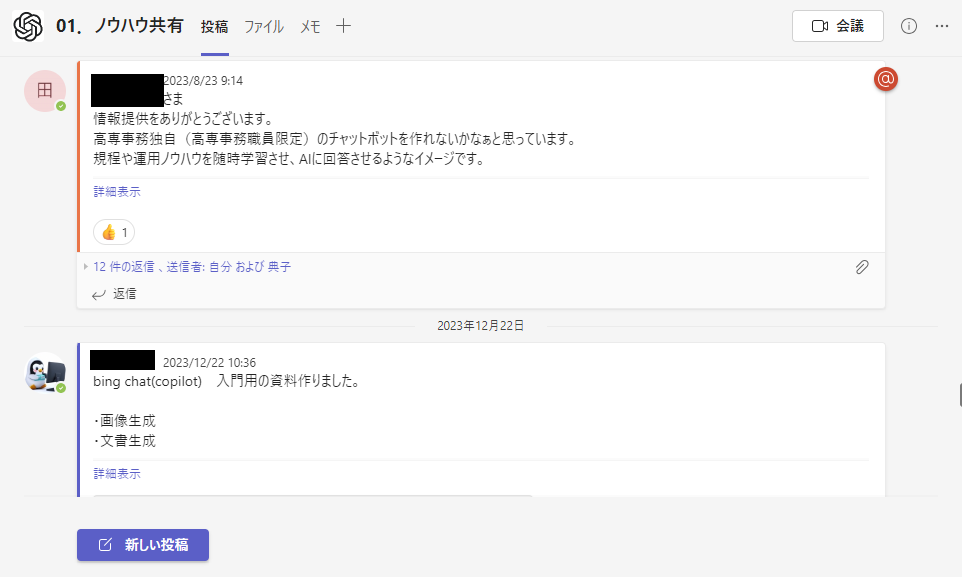 01. ノウハウ共有 投稿 ファイル メモ 会議
田
2023/8/23 9:14
さま
情報提供をありがとうございます。
高専事務独自（高専事務職員限定）のチャットボットを作れないかなぁと思っています。
規程や運用ノウハウを随時学習させ、AIに回答させるようなイメージです。
詳細表示
👍 1
12 件の返信 、送信者: 自分 および 典子
返信
2023年12月22日
2023/12/22 10:36
bing chat(copilot)　入門用の資料作りました。
・画像生成
・文書生成
詳細表示
新しい投稿